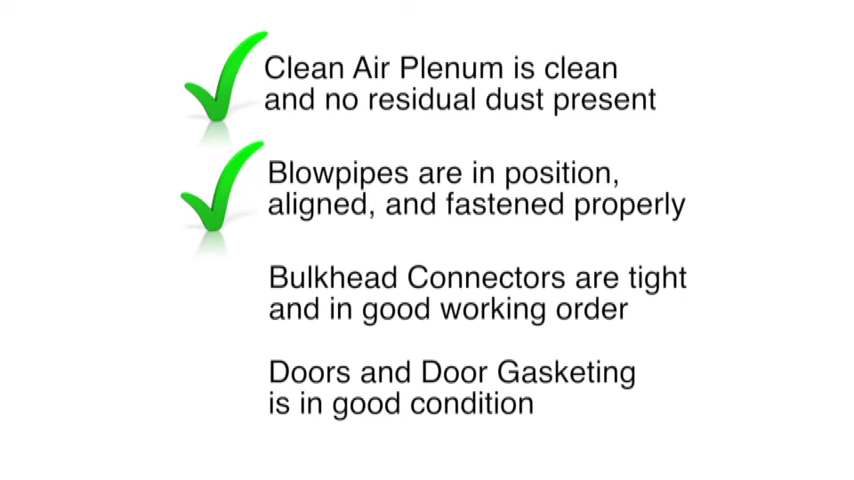 Clean Air Plenum is clean
and no residual dust present
Blowpipes are in position,
aligned, and fastened properly
Bulkhead Connectors are tight
and in good working order
Doors and Door Gasketing
is in good condition